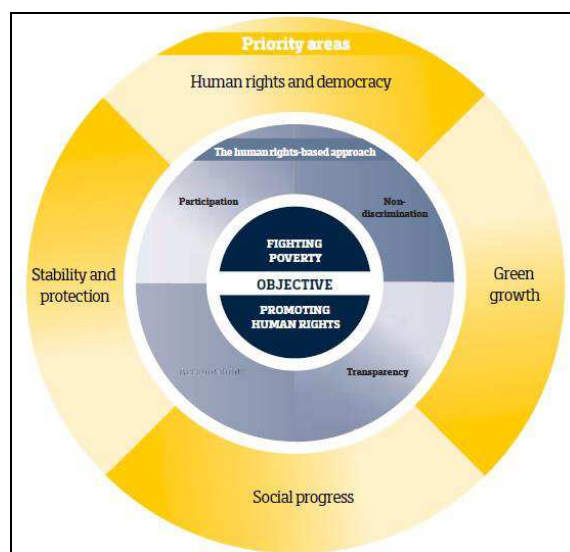 Priority areas
Human rights and democracy
The human rights-based approach
Participation
Non-
discrimination
FIGHTING
POVERTY
Stability and
protection
OBJECTIVE
Green
growth
PROMOTING
HUMAN RIGHTS
Transparency
Social progress